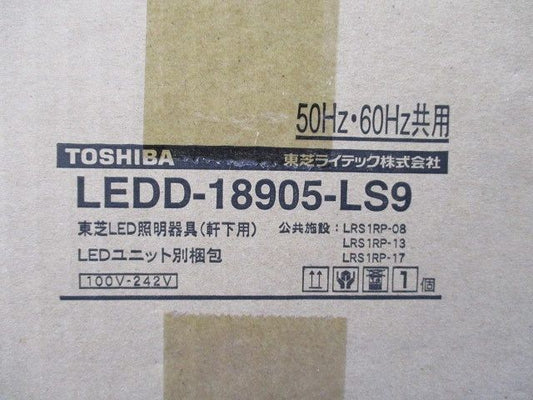 50Hz・60Hz共用
TOSHIBA 東芝ライテック株式会社
LEDD-18905-LS9
東芝LED照明器具(軒下用) 公共施設：LRS1RP-08
LRS1RP-13
LEDユニット別梱包 LRS1RP-17
100V-242V 1個